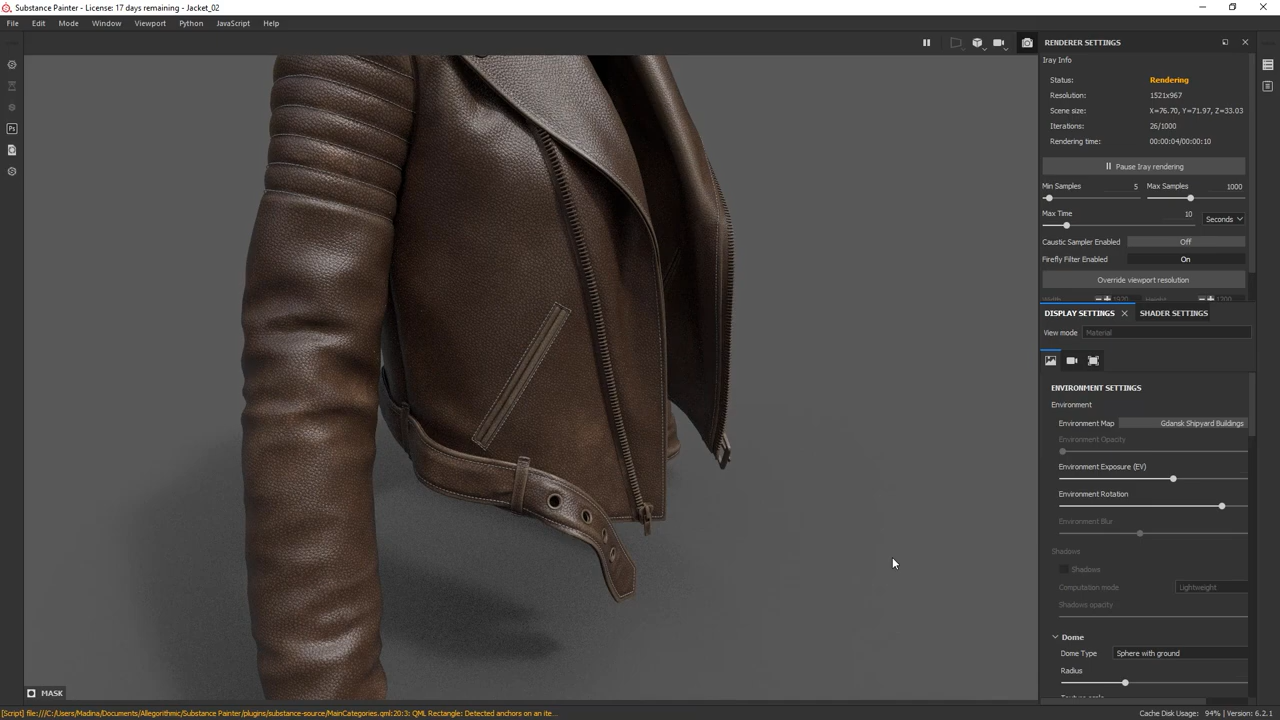 Substance Painter - License: 17 days remaining - Jacket_02
File Edit Mode Window Viewport Python JavaScript Help
RENDERER SETTINGS
Iray Info
Status: Rendering
Resolution: 1521x967
Scene size: X=76.70, Y=71.97, Z=33.03
Iterations: 26/1000
Rendering time: 00:00:04/00:00:10
Pause Iray rendering
Min Samples 5 Max Samples 1000
Max Time 10 Seconds
Caustic Sampler Enabled Off
Firefly Filter Enabled On
Override viewport resolution
DISPLAY SETTINGS SHADER SETTINGS
View mode Material
ENVIRONMENT SETTINGS
Environment
Environment Map Gdansk Shipyard Buildings
Environment Opacity
Environment Exposure (EV)
Environment Rotation
Environment Blur
Shadows
Shadows
Computation mode Lightweight
Shadows opacity
Dome
Dome Type Sphere with ground
Radius
Ps
MASK
[Script] file:///C:/Users/Madina/Documents/Allegorithmic/Substance Painter/plugins/substance-source/MainCategories.qml:20:3: QML Rectangle: Detected anchors on an ite...
Cache Disk Usage: 94% | Version: 6.2.1